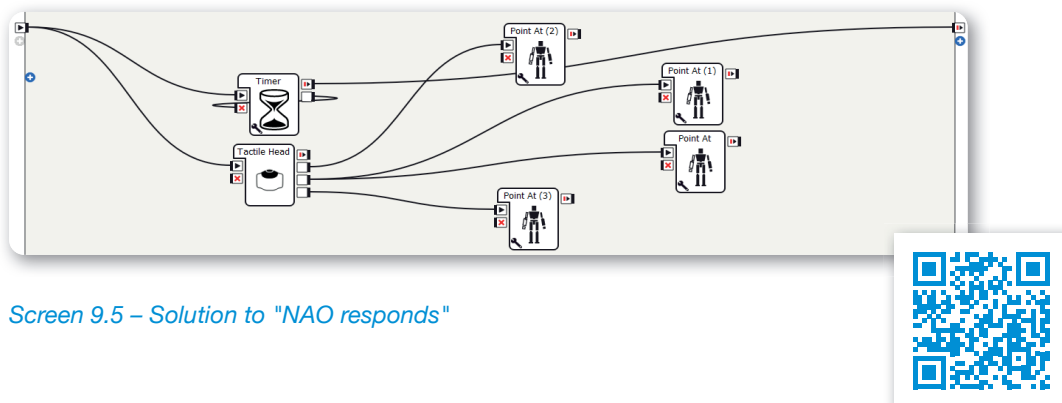 Point At (2)
Point At (1)
Timer
Point At
Tactile Head
Point At (3)
Screen 9.5 – Solution to "NAO responds"